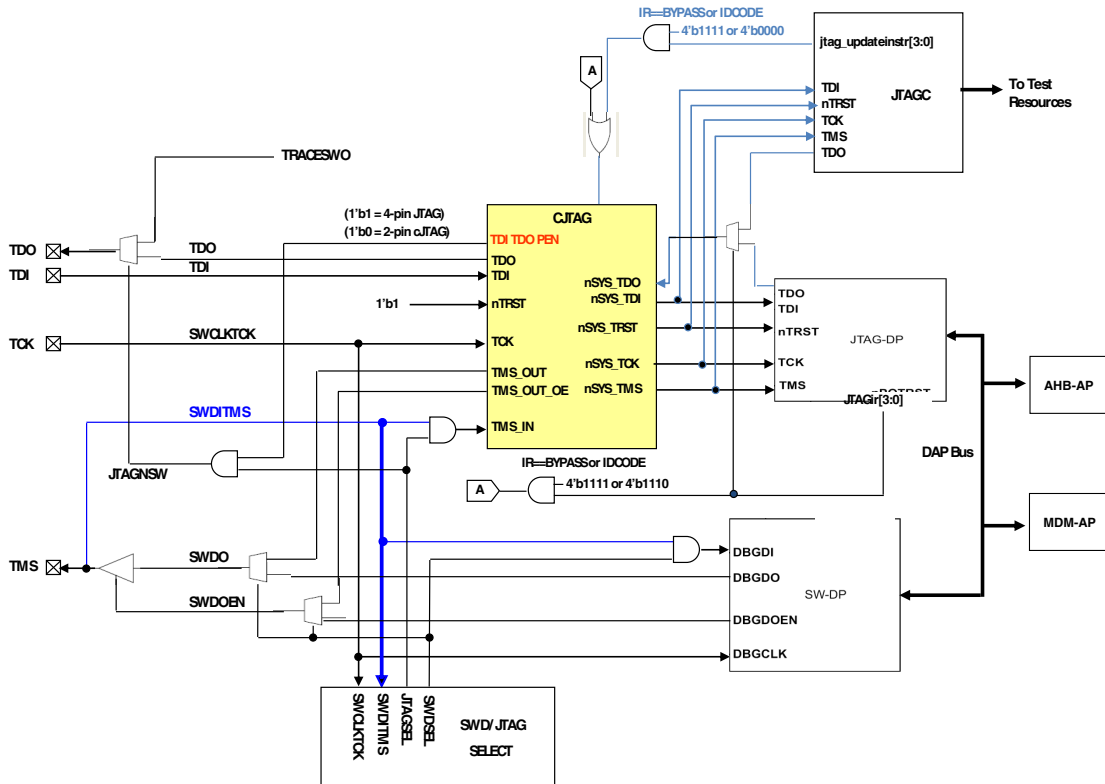 IR==BYPASS or IDCODE
4'b1111 or 4'b0000
jtag_updateinstr[3:0]
A
TDI
nTRST
TCK
TMS
TDO
JTAGC
To Test
Resources
TRACESWO
(1'b1 = 4-pin JTAG)
(1'b0 = 2-pin cJTAG)
CJTAG
TDI TDO PEN
TDO
TDO
TDO
TDI
TDI
TDI
1'b1
nTRST
nSYS_TDO
nSYS_TDI
nSYS_TRST
TCK
SWCLKTCK
TCK
nSYS_TCK
TMS_OUT
TMS_OUT_OE
nSYS_TMS
TDO
TDI
nTRST
JTAG-DP
TCK
TMS
JTAGir[3:0]
AHB-AP
SWDITMS
TMS_IN
JTAGNSW
IR==BYPASS or IDCODE
A
4'b1111 or 4'b1110
DAP Bus
MDM-AP
TMS
SWDO
SWDOEN
DBGDI
DBGDO
SW-DP
DBGDOEN
DBGCLK
SWCLKTCK
SWDITMS
JTAGSEL
SWDSEL
SWD/JTAG
SELECT